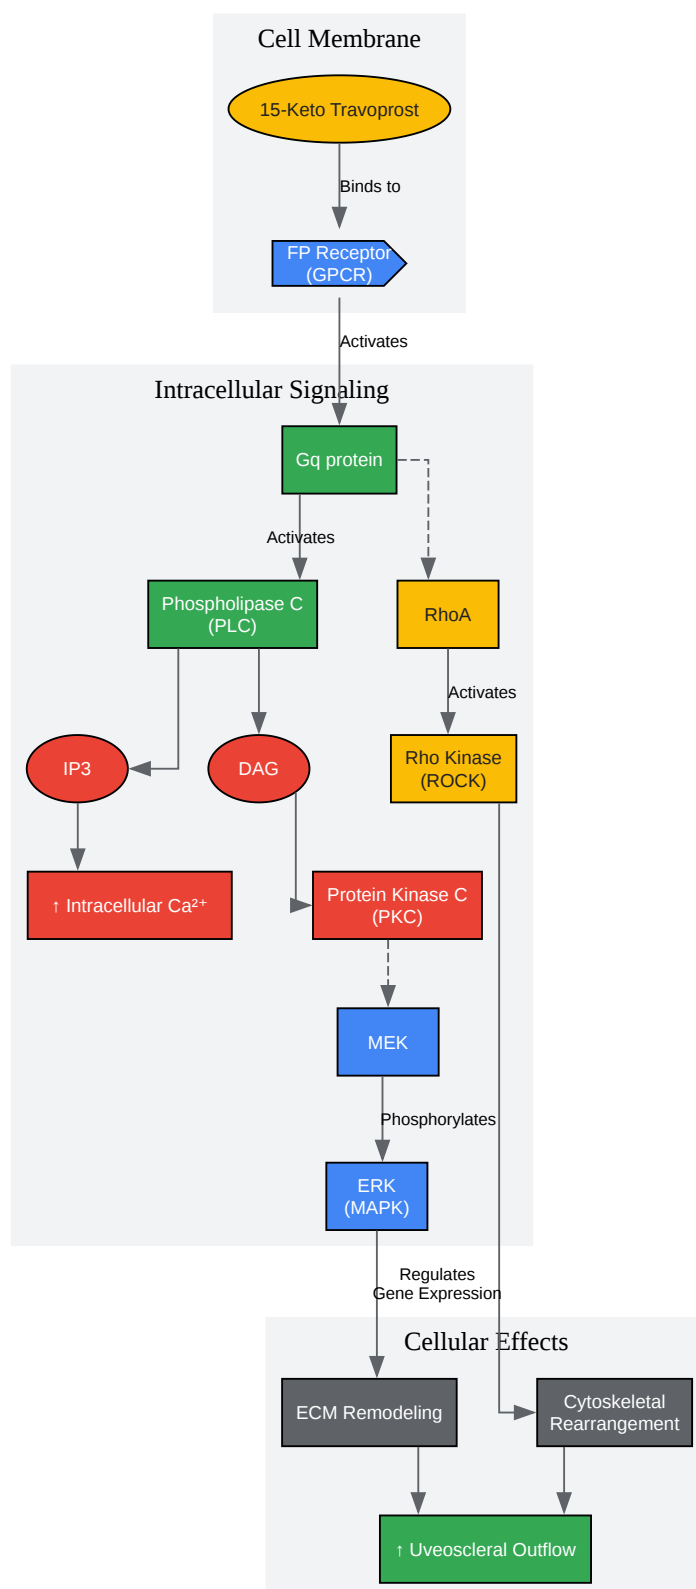 Cell Membrane
15-Keto Travoprost
Binds to
FP Receptor
(GPCR)
Activates
Intracellular Signaling
Gq protein
Activates
Phospholipase C
(PLC)
RhoA
Activates
IP3
DAG
Rho Kinase
(ROCK)
↑ Intracellular Ca²⁺
Protein Kinase C
(PKC)
MEK
Phosphorylates
ERK
(MAPK)
Regulates
Gene Expression
Cellular Effects
ECM Remodeling
Cytoskeletal
Rearrangement
↑ Uveoscleral Outflow